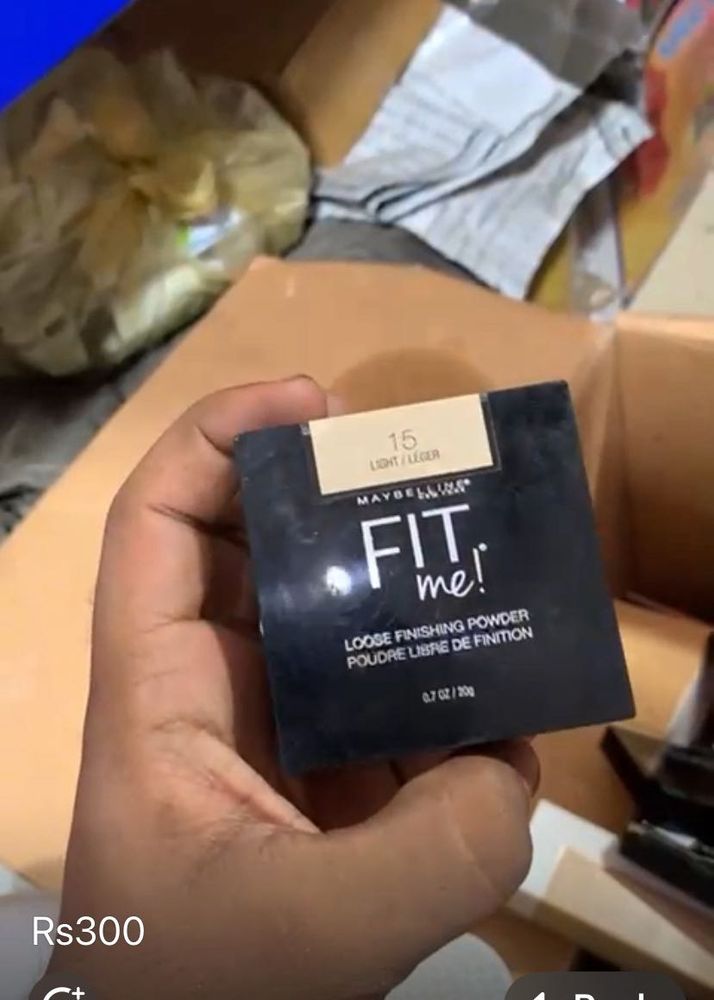 15
LIGHT / LÉGER
MAYBELLINE®
NEW YORK
FIT
me!®
LOOSE FINISHING POWDER
POUDRE LIBRE DE FINITION
0.7 OZ / 20g
Rs300